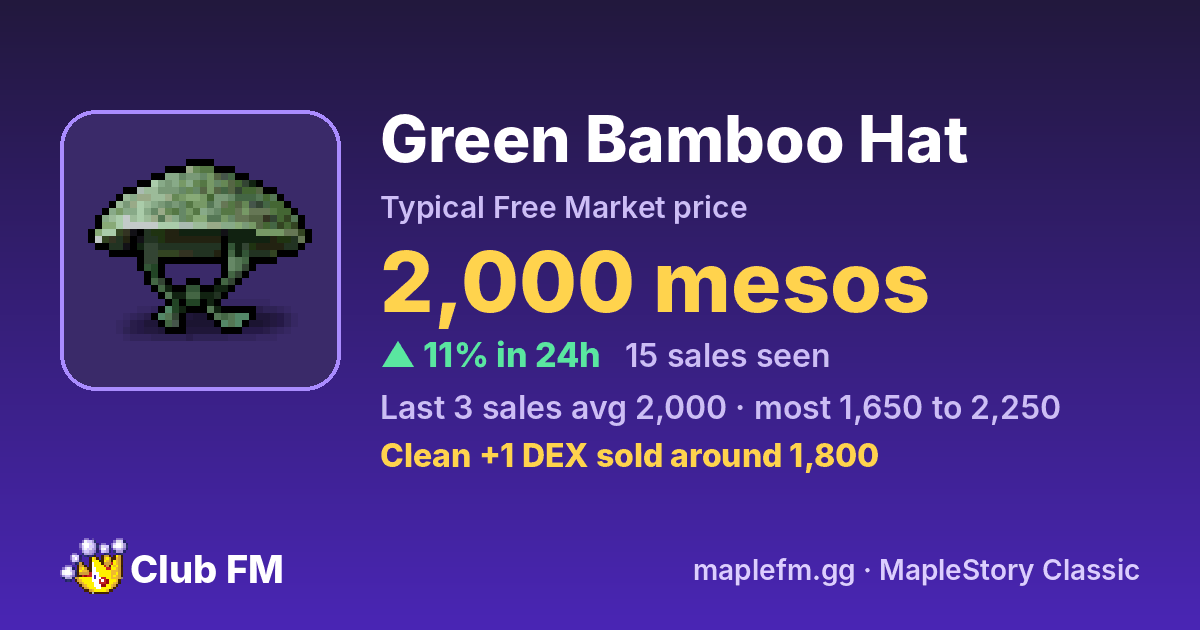 Green Bamboo Hat
Typical Free Market price
2,000 mesos
▲ 11% in 24h 15 sales seen
Last 3 sales avg 2,000 · most 1,650 to 2,250
Clean +1 DEX sold around 1,800
Club FM
maplefm.gg · MapleStory Classic